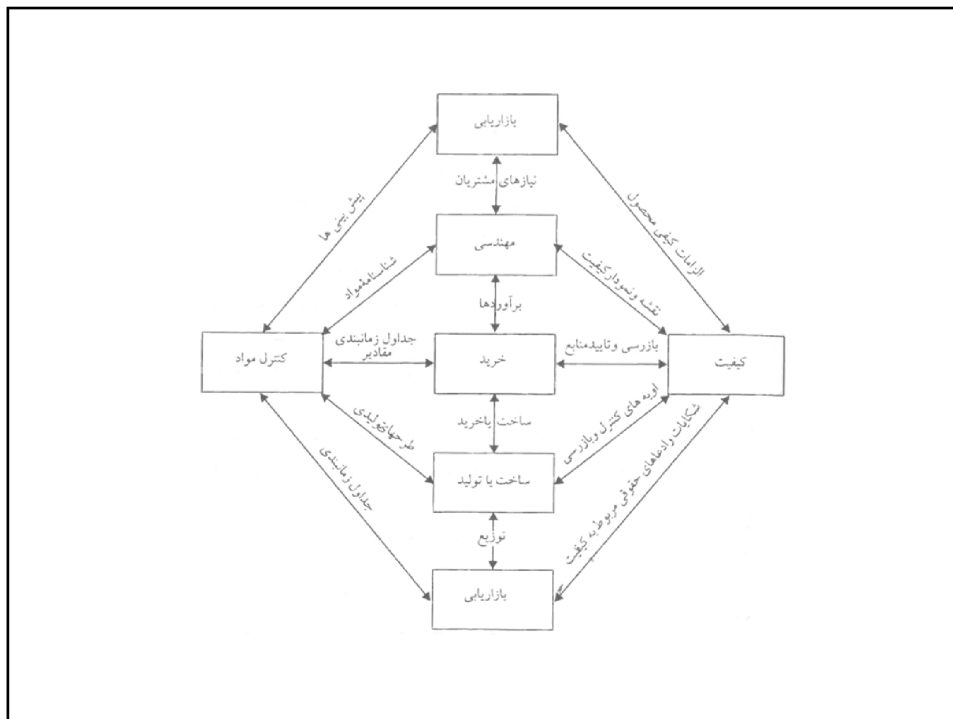 بازاریابی
نیازهای مشتریان
پیش بینی ها
الزامات کیفی محصول
مهندسی
شناسنامهٔ مواد
نقشه و نمودار کیفیت
برآوردها
کنترل مواد
جداول زمانبندی
مقادیر
خرید
بازرسی و تایید منابع
کیفیت
ساخت یا خرید
طرحهای تولیدی
رویه های کنترل و بازرسی
جداول زمانبندی
ساخت یا تولید
شکایات وادعاهای حقوقی مربوط به کیفیت
توزیع
بازاریابی